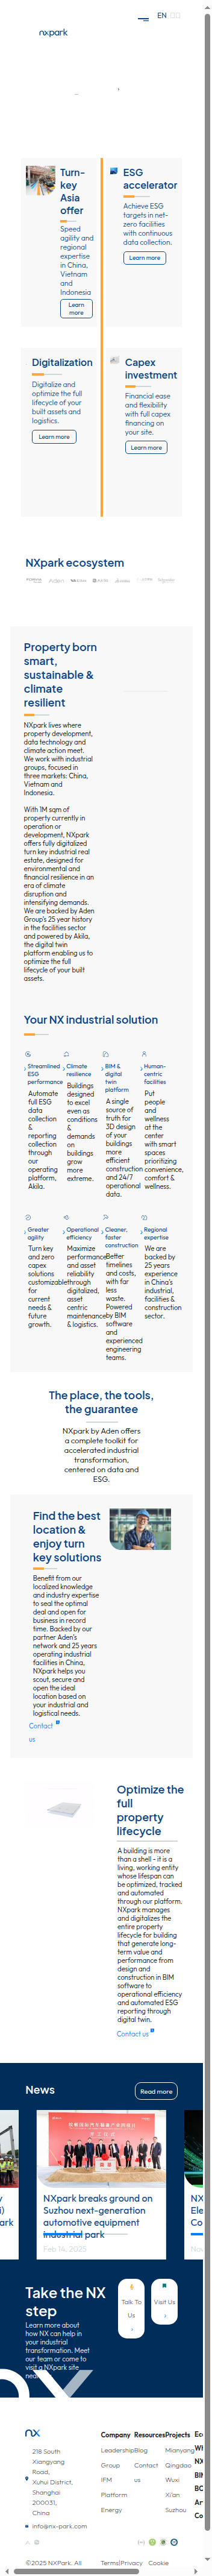 EN
nxpark
Turn-
key
Asia
offer
Speed
agility and
regional
expertise
in China,
Vietnam
and
Indonesia
Learn
more
ESG
accelerator
Achieve ESG
targets in net-
zero facilities
with continuous
data collection.
Learn more
Digitalization
Digitalize and
optimize the full
lifecycle of your
built assets and
logistics.
Learn more
Capex
investment
Financial ease
and flexibility
with full capex
financing on
your site.
Learn more
NXpark ecosystem
Property born
smart,
sustainable &
climate
resilient
NXpark lives where
property development,
data technology and
climate action meet.
We work with industrial
groups, focused in
three markets: China,
Vietnam and
Indonesia.
With 1M sqm of
property currently in
operation or
development, NXpark
offers fully digitalized
turn key industrial real
estate, designed for
environmental and
financial resilience in an
era of climate
disruption and
intensifying demands.
We are backed by Aden
Group's 25 year history
in the facilities sector
and powered by Akila,
the digital twin
platform enabling us to
optimize the full
lifecycle of your built
assets.
Your NX industrial solution
Streamlined
ESG
performance
Automate
full ESG
data
collection
&
reporting
collection
through
our
operating
platform,
Akila.
Climate
resilience
Buildings
designed
to excel
even as
conditions
&
demands
on
buildings
grow
more
extreme.
BIM &
digital
twin
platform
A single
source of
truth for
3D design
of your
buildings
more
efficient
construction
and 24/7
operational
data.
Human-
centric
facilities
Put
people
and
wellness
at the
center
with smart
spaces
prioritizing
convenience,
comfort &
wellness.
Greater
agility
Turn key
and zero
capex
solutions
customizable
for
current
needs &
future
growth.
Operational
efficiency
Maximize
performance
and asset
reliability
through
digitalized,
asset
centric
maintenance
& logistics.
Cleaner,
faster
construction
Better
timelines
and costs,
with far
less
waste.
Powered
by BIM
software
and
experienced
engineering
teams.
Regional
expertise
We are
backed by
25 years
experience
in China's
industrial,
facilities &
construction
sector.
The place, the tools,
the guarantee
NXpark by Aden offers
a complete toolkit for
accelerated industrial
transformation,
centered on data and
ESG.
Find the best
location &
enjoy turn
key solutions
Benefit from our
localized knowledge
and industry expertise
to seal the optimal
deal and open for
business in record
time. Backed by our
partner Aden's
network and 25 years
operating industrial
facilities in China,
NXpark helps you
scout, secure and
open the ideal
location based on
your industrial and
logistical needs.
Contact
us
Optimize the
full
property
lifecycle
A building is more
than a shell - it is a
living, working entity
whose lifespan can
be optimized, tracked
and automated
through our platform.
NXpark manages
and digitalizes the
entire property
lifecycle for building
that generate long-
term value and
performance from
design and
construction in BIM
software to
operational efficiency
and automated ESG
reporting through
digital twin.
Contact us
News
Read more
NXpark breaks ground on
Suzhou next-generation
automotive equipment
industrial park
Feb 14, 2025
Take the NX
step
Learn more about
how NX can help in
your industrial
transformation. Meet
our team or come to
visit a NXpark site
Talk To
Us
Visit Us
NX
218 South
Xiangyang
Road,
Xuhui District,
Shanghai
200031,
China
info@nx-park.com
Company
Leadership
Group
IFM
Platform
Energy
Resources
Blog
Contact
us
Projects
Mianyang
Qingdao
Wuxi
Xi'an
Suzhou
©2025 NXPark. All
Terms|Privacy
Cookie